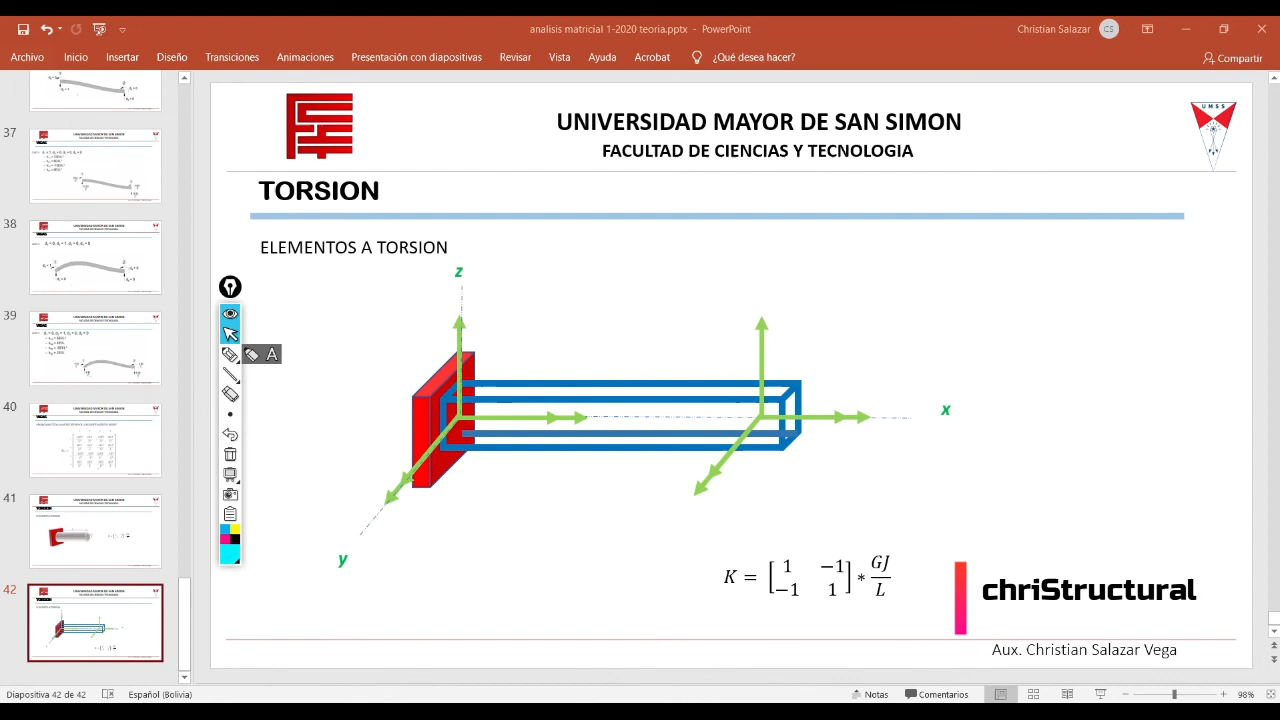 analisis matricial 1-2020 teoria.pptx - PowerPoint
Christian Salazar
CS
Archivo Inicio Insertar Diseño Transiciones Animaciones Presentación con diapositivas Revisar Vista Ayuda Acrobat ¿Qué desea hacer? Compartir
37
38
39
40
41
42
UNIVERSIDAD MAYOR DE SAN SIMON
FACULTAD DE CIENCIAS Y TECNOLOGIA
UMSS
TORSION
ELEMENTOS A TORSION
z
A
x
y
K = [1 −1
−1 1] * GJ/L
chriStructural
Aux. Christian Salazar Vega
Diapositiva 42 de 42 Español (Bolivia) Notas Comentarios 98%